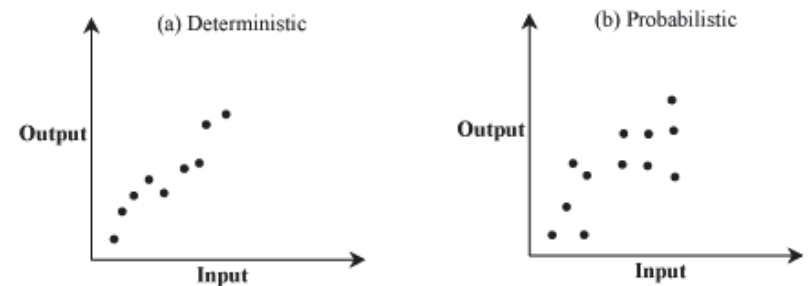 (a) Deterministic
Output
Input
(b) Probabilistic
Output
Input